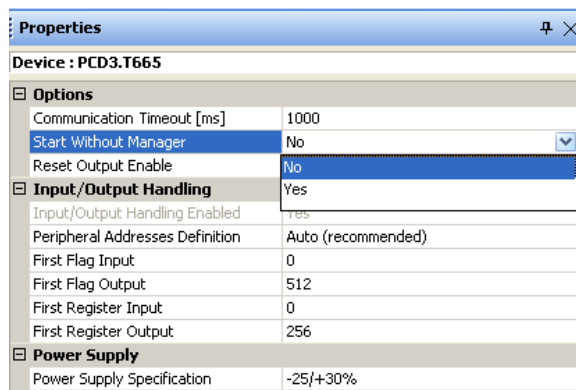 Properties
Device : PCD3.T665
Options
Communication Timeout [ms] 1000
Start Without Manager No
Reset Output Enable No
Input/Output Handling Yes
Input/Output Handling Enabled Yes
Peripheral Addresses Definition Auto (recommended)
First Flag Input 0
First Flag Output 512
First Register Input 0
First Register Output 256
Power Supply
Power Supply Specification -25/+30%